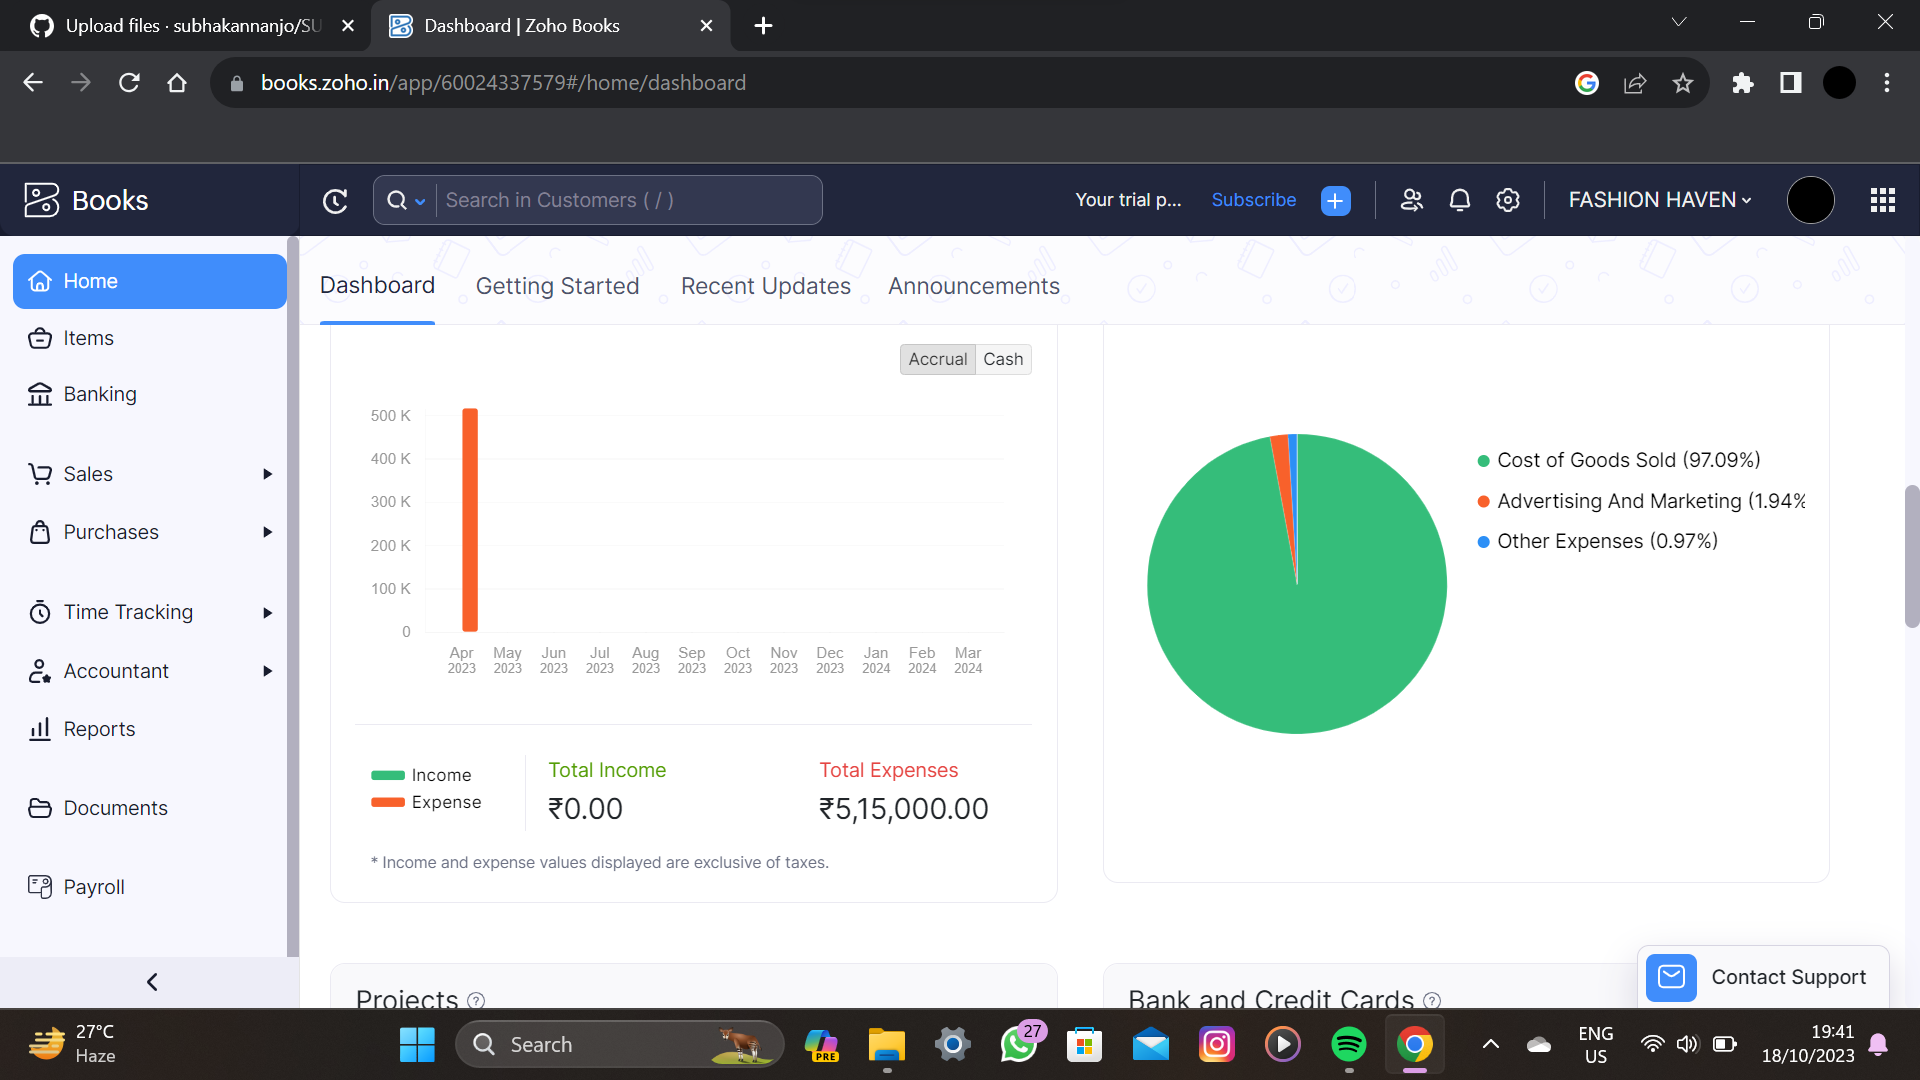 Upload files · subhakannanjo/SU
Dashboard | Zoho Books
books.zoho.in/app/60024337579#/home/dashboard
Books
Search in Customers ( / )
Your trial p...
Subscribe
FASHION HAVEN
Home
Items
Banking
Sales
Purchases
Time Tracking
Accountant
Reports
Documents
Payroll
Dashboard
Getting Started
Recent Updates
Announcements
Accrual
Cash
500 K
400 K
300 K
200 K
100 K
0
Apr 2023
May 2023
Jun 2023
Jul 2023
Aug 2023
Sep 2023
Oct 2023
Nov 2023
Dec 2023
Jan 2024
Feb 2024
Mar 2024
Income
Expense
Total Income
₹0.00
Total Expenses
₹5,15,000.00
* Income and expense values displayed are exclusive of taxes.
Cost of Goods Sold (97.09%)
Advertising And Marketing (1.94%
Other Expenses (0.97%)
Projects
Bank and Credit Cards
Contact Support
27°C
Haze
Search
PRE
27
ENG
US
19:41
18/10/2023